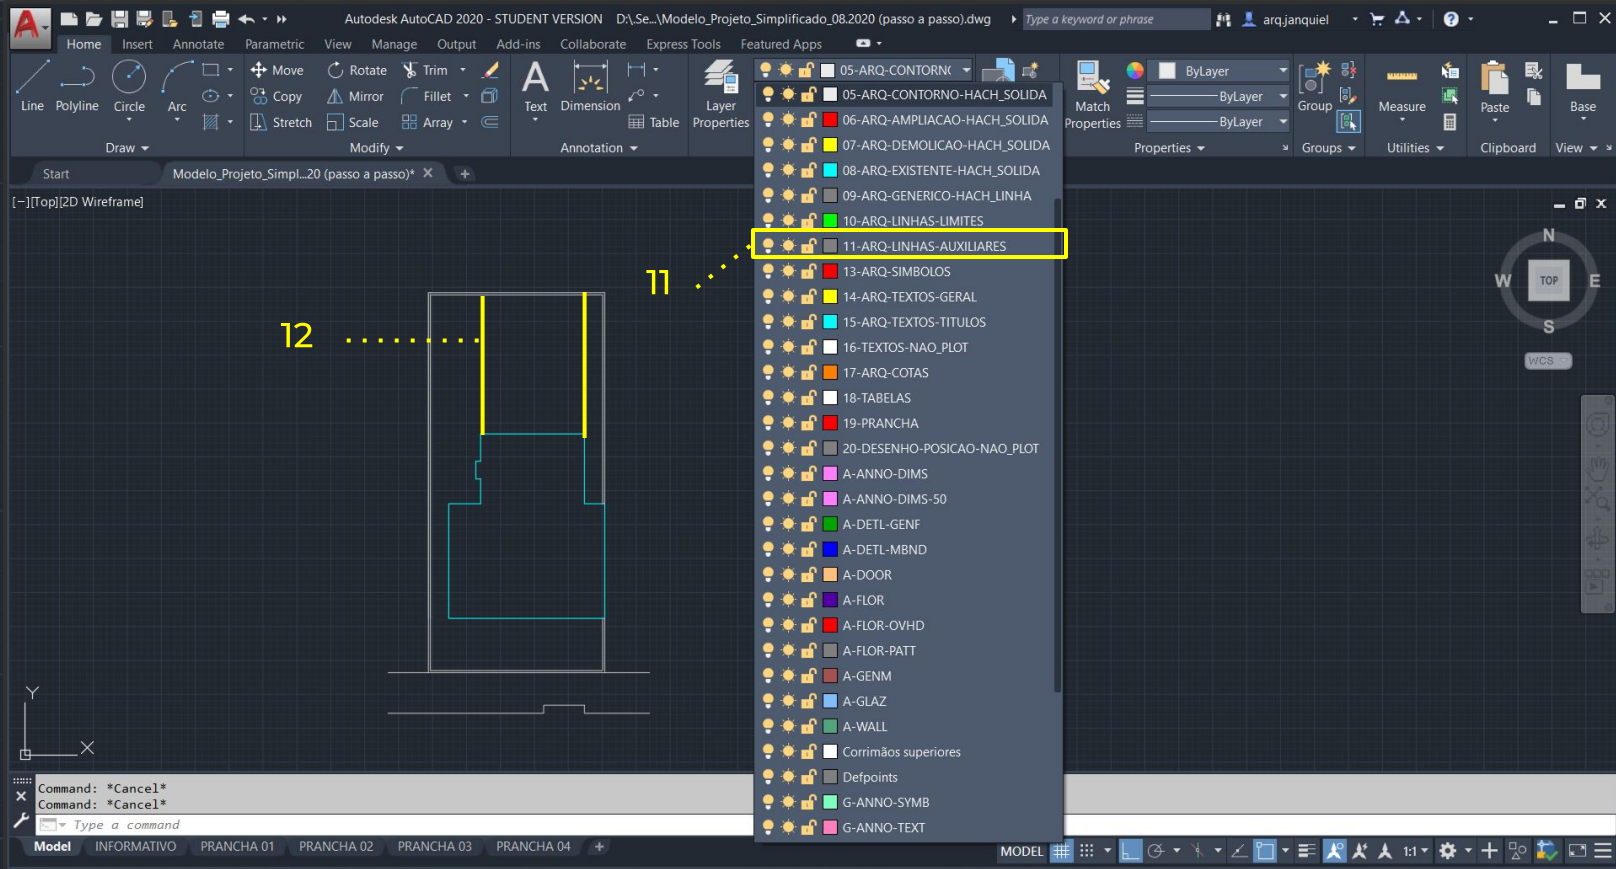 Autodesk AutoCAD 2020 - STUDENT VERSION D:\.Se...\Modelo_Projeto_Simplificado_08.2020 (passo a passo).dwg
Type a keyword or phrase
arq.janquiel
Home Insert Annotate Parametric View Manage Output Add-ins Collaborate Express Tools Featured Apps
Line Polyline Circle Arc
Move Rotate Trim
Copy Mirror Fillet
Stretch Scale Array
Text Dimension Table
Layer
Properties
05-ARQ-CONTORN
Match
Properties
ByLayer
ByLayer
ByLayer
Group
Measure
Paste
Base
Draw Modify Annotation Properties Groups Utilities Clipboard View
Start
Modelo_Projeto_Simpl...20 (passo a passo)*
[−][Top][2D Wireframe]
05-ARQ-CONTORNO-HACH_SOLIDA
06-ARQ-AMPLIACAO-HACH_SOLIDA
07-ARQ-DEMOLICAO-HACH_SOLIDA
08-ARQ-EXISTENTE-HACH_SOLIDA
09-ARQ-GENERICO-HACH_LINHA
10-ARQ-LINHAS-LIMITES
11-ARQ-LINHAS-AUXILIARES
13-ARQ-SIMBOLOS
14-ARQ-TEXTOS-GERAL
15-ARQ-TEXTOS-TITULOS
16-TEXTOS-NAO_PLOT
17-ARQ-COTAS
18-TABELAS
19-PRANCHA
20-DESENHO-POSICAO-NAO_PLOT
A-ANNO-DIMS
A-ANNO-DIMS-50
A-DETL-GENF
A-DETL-MBND
A-DOOR
A-FLOR
A-FLOR-OVHD
A-FLOR-PATT
A-GENM
A-GLAZ
A-WALL
Corrimãos superiores
Defpoints
G-ANNO-SYMB
G-ANNO-TEXT
11
12
N
W TOP E
S
WCS
Y
X
Command: *Cancel*
Command: *Cancel*
Type a command
Model INFORMATIVO PRANCHA 01 PRANCHA 02 PRANCHA 03 PRANCHA 04
MODEL
1:1